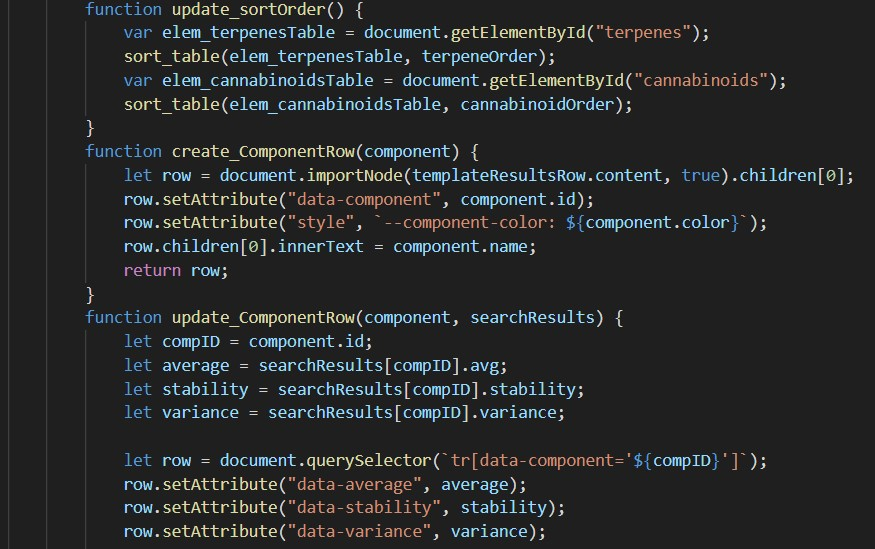 function update_sortOrder() {
var elem_terpenesTable = document.getElementById("terpenes");
sort_table(elem_terpenesTable, terpeneOrder);
var elem_cannabinoidsTable = document.getElementById("cannabinoids");
sort_table(elem_cannabinoidsTable, cannabinoidOrder);
}
function create_ComponentRow(component) {
let row = document.importNode(templateResultsRow.content, true).children[0];
row.setAttribute("data-component", component.id);
row.setAttribute("style", `--component-color: ${component.color}`);
row.children[0].innerText = component.name;
return row;
}
function update_ComponentRow(component, searchResults) {
let compID = component.id;
let average = searchResults[compID].avg;
let stability = searchResults[compID].stability;
let variance = searchResults[compID].variance;
let row = document.querySelector(`tr[data-component='${compID}']`);
row.setAttribute("data-average", average);
row.setAttribute("data-stability", stability);
row.setAttribute("data-variance", variance);